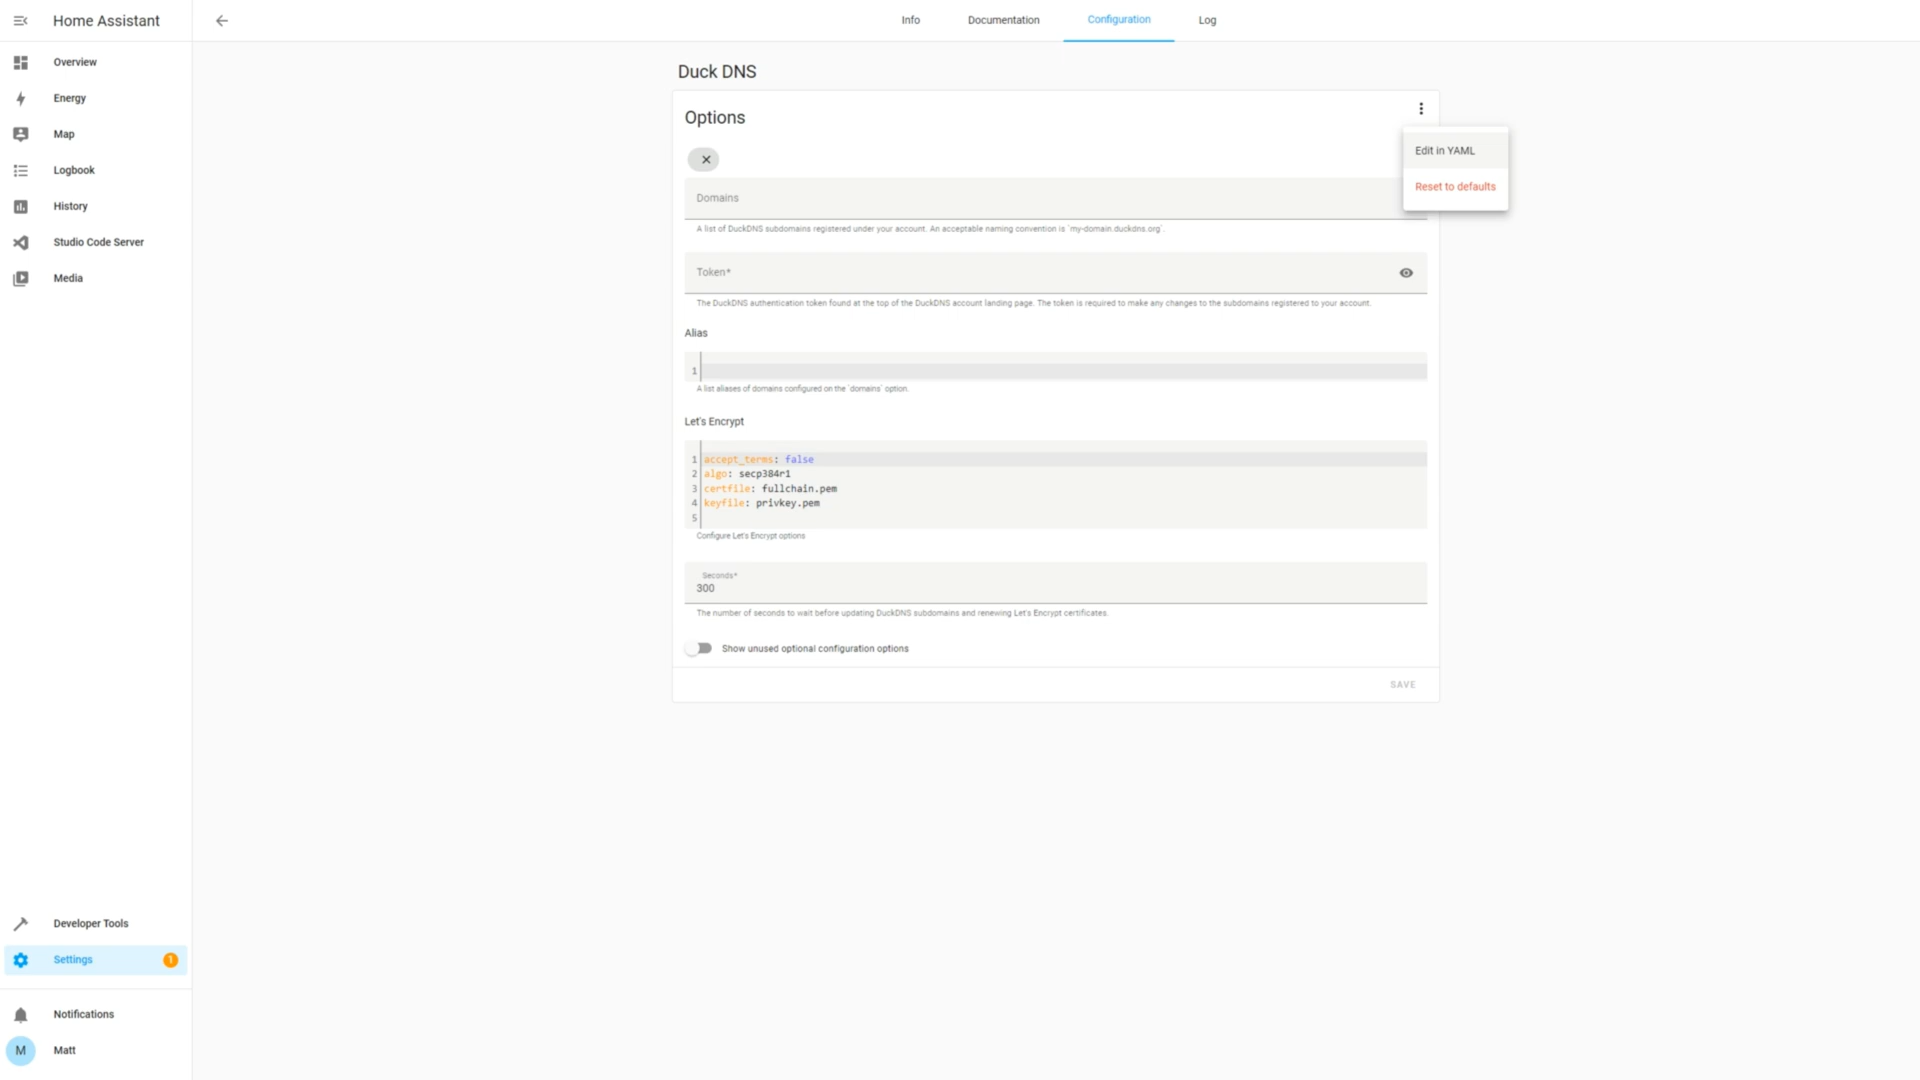 Home Assistant
Info
Documentation
Configuration
Log
Overview
Energy
Map
Logbook
History
Studio Code Server
Media
Developer Tools
Settings
1
Notifications
M
Matt
Duck DNS
Options
Edit in YAML
Reset to defaults
Domains
A list of DuckDNS subdomains registered under your account. An acceptable naming convention is `my-domain.duckdns.org`.
Token*
The DuckDNS authentication token found at the top of the DuckDNS account landing page. The token is required to make any changes to the subdomains registered to your account.
Alias
1
A list aliases of domains configured on the `domains` option.
Let's Encrypt
1 accept_terms: false
2 algo: secp384r1
3 certfile: fullchain.pem
4 keyfile: privkey.pem
5
Configure Let's Encrypt options
Seconds*
300
The number of seconds to wait before updating DuckDNS subdomains and renewing Let's Encrypt certificates.
Show unused optional configuration options
SAVE